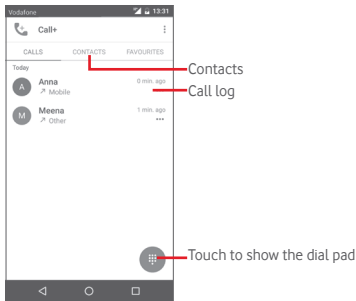 Vodafone 13:31
Call+
CALLS CONTACTS FAVOURITES
Today
A Anna 0 min. ago
Mobile
M Meena 1 min. ago
Other
Contacts
Call log
Touch to show the dial pad